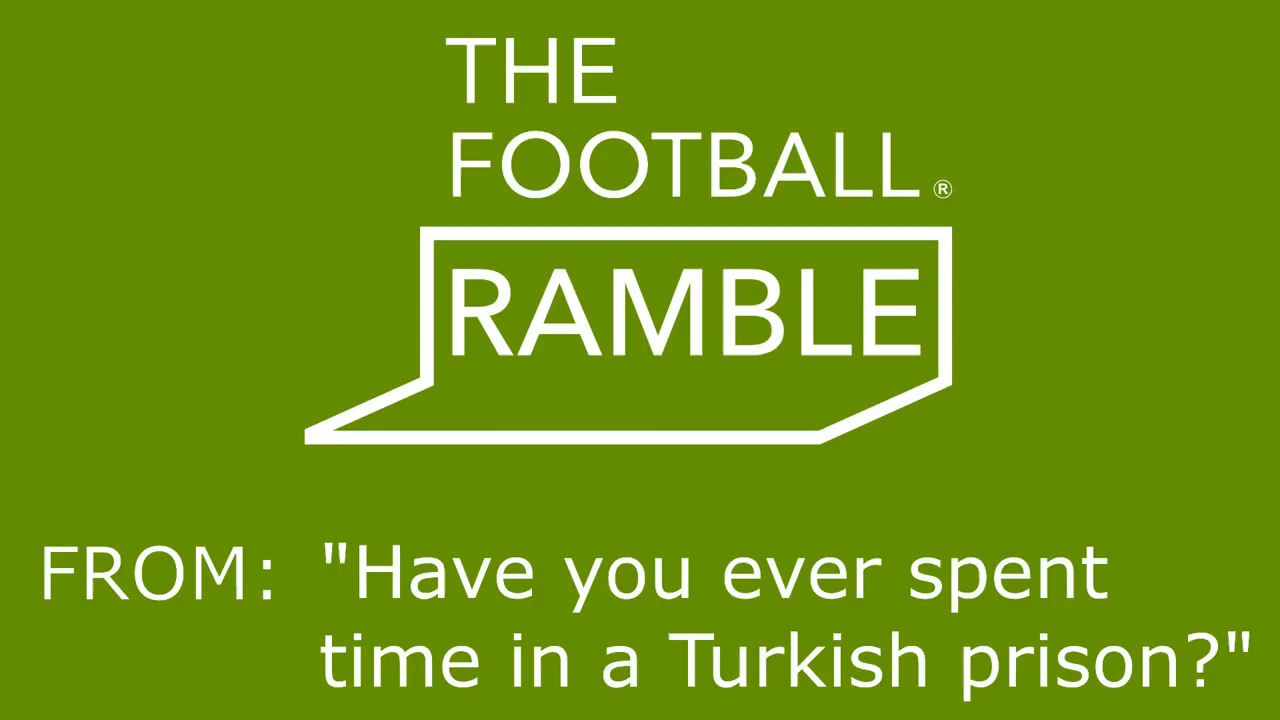 THE
FOOTBALL®
RAMBLE
FROM: "Have you ever spent
time in a Turkish prison?"